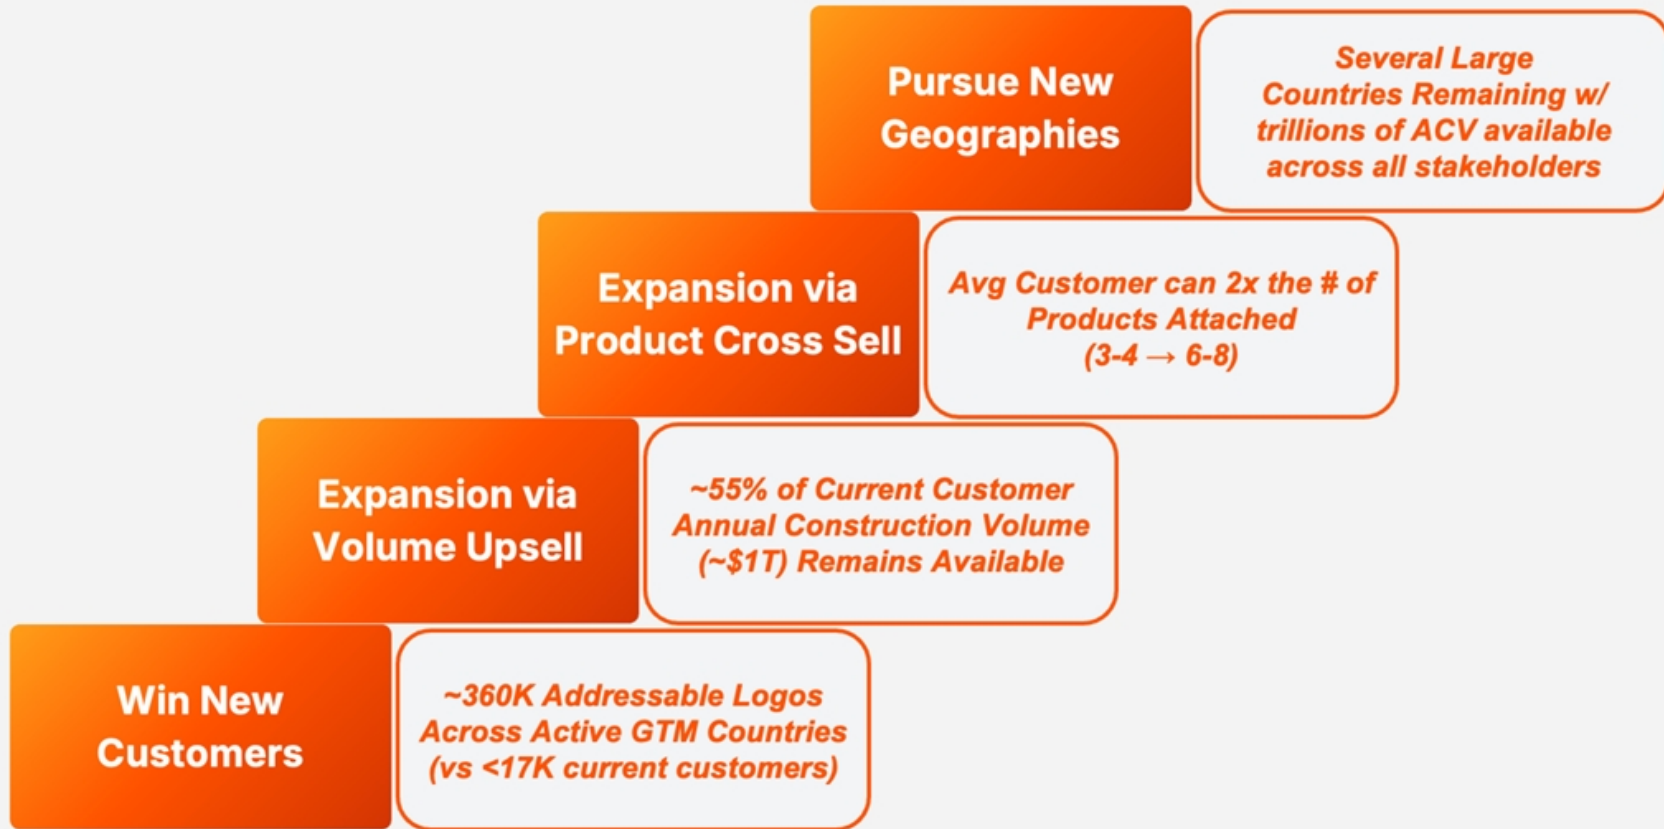 Pursue New
Geographies
Several Large
Countries Remaining w/
trillions of ACV available
across all stakeholders
Expansion via
Product Cross Sell
Avg Customer can 2x the # of
Products Attached
(3-4 → 6-8)
Expansion via
Volume Upsell
~55% of Current Customer
Annual Construction Volume
(~$1T) Remains Available
Win New
Customers
~360K Addressable Logos
Across Active GTM Countries
(vs <17K current customers)